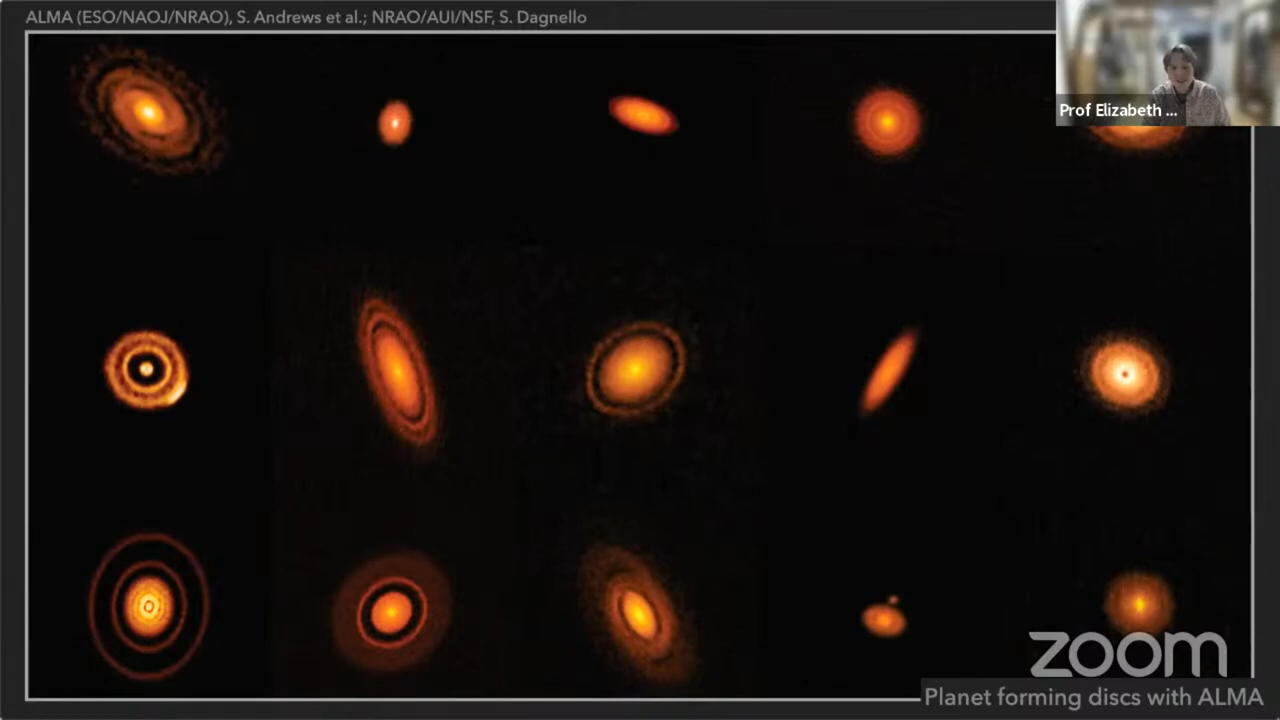 ALMA (ESO/NAOJ/NRAO), S. Andrews et al.; NRAO/AUI/NSF, S. Dagnello
Prof Elizabeth ...
zoom
Planet forming discs with ALMA